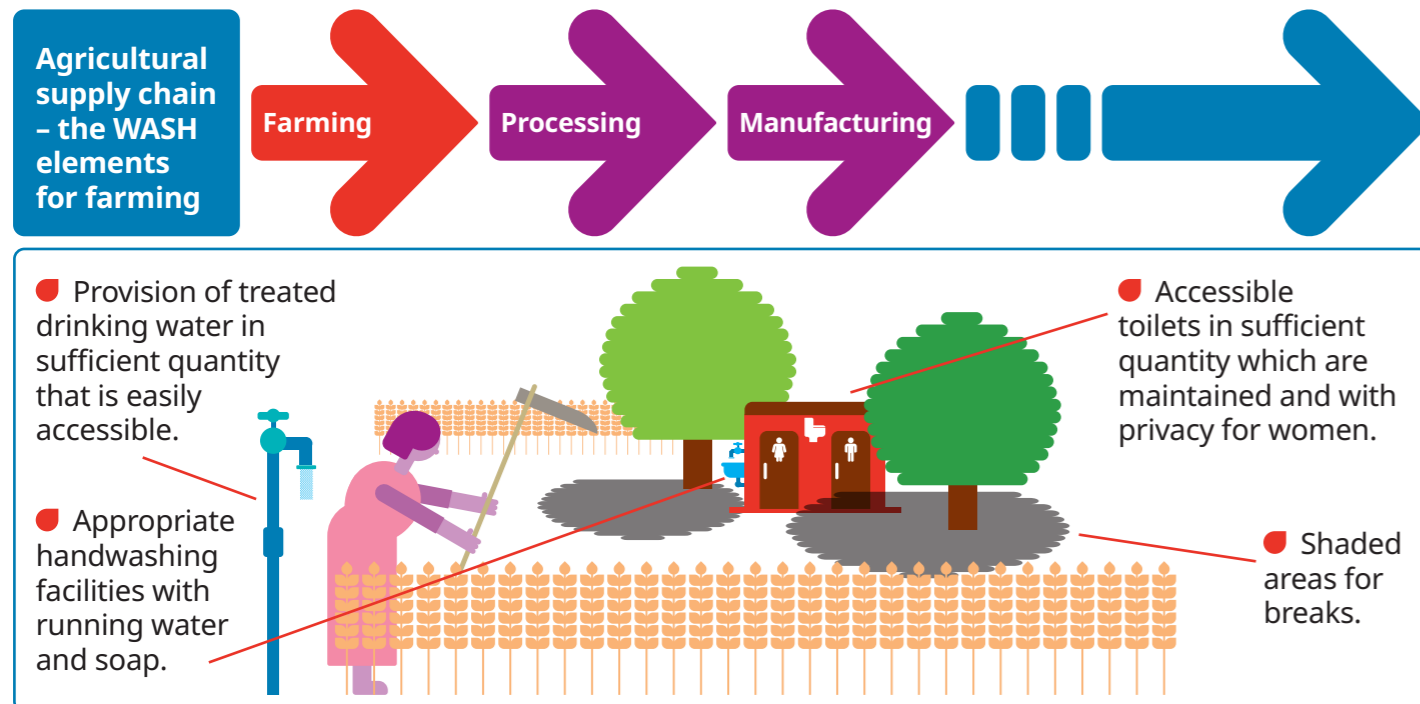 Agricultural
supply chain
– the WASH
elements
for farming
Farming
Processing
Manufacturing
Provision of treated
drinking water in
sufficient quantity
that is easily
accessible.
Appropriate
handwashing
facilities with
running water
and soap.
Accessible
toilets in sufficient
quantity which are
maintained and with
privacy for women.
Shaded
areas for
breaks.